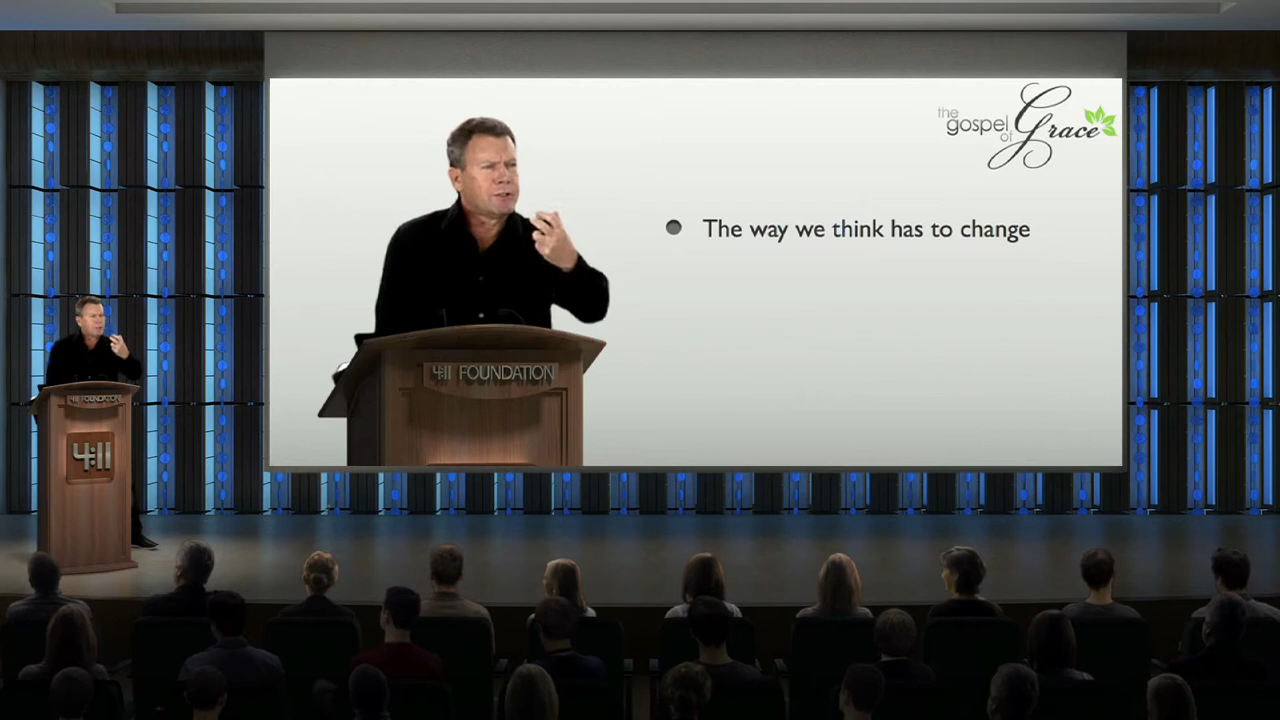 the
gospel
of
Grace
The way we think has to change
4:11 FOUNDATION
4:11 FOUNDATION
4:11